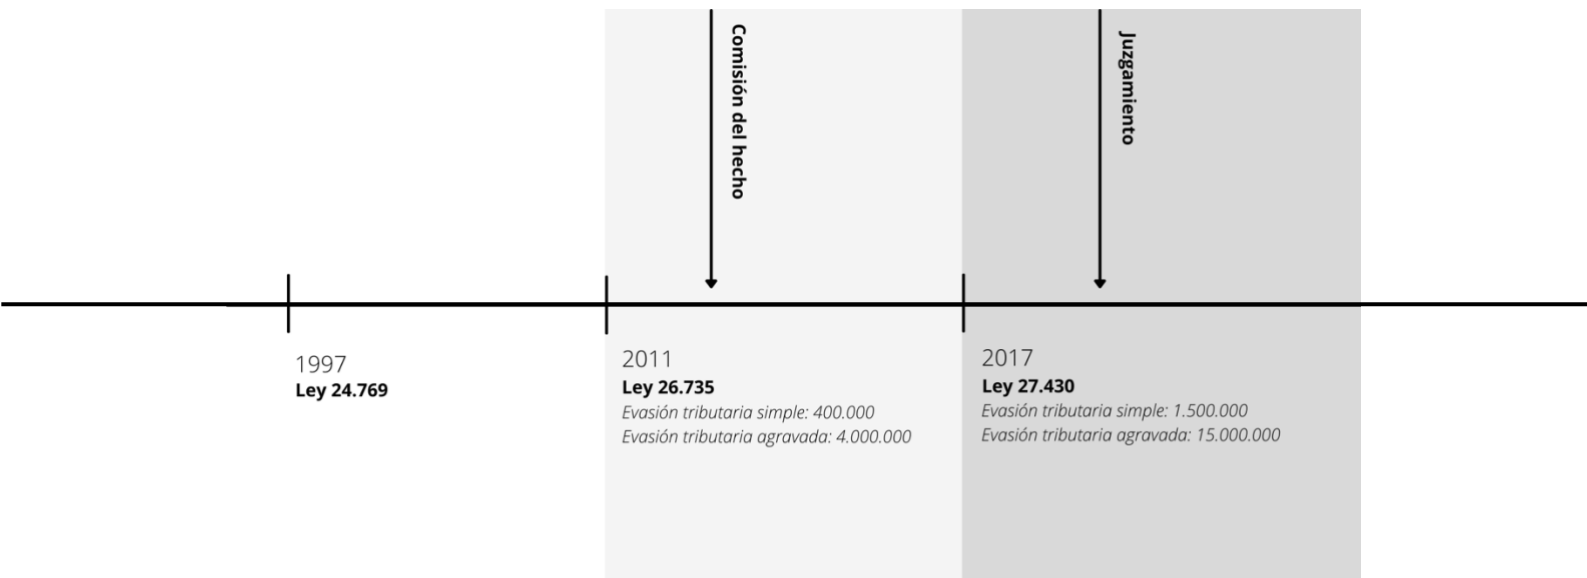 Comisión del hecho
Juzgamiento
1997
Ley 24.769
2011
Ley 26.735
Evasión tributaria simple: 400.000
Evasión tributaria agravada: 4.000.000
2017
Ley 27.430
Evasión tributaria simple: 1.500.000
Evasión tributaria agravada: 15.000.000